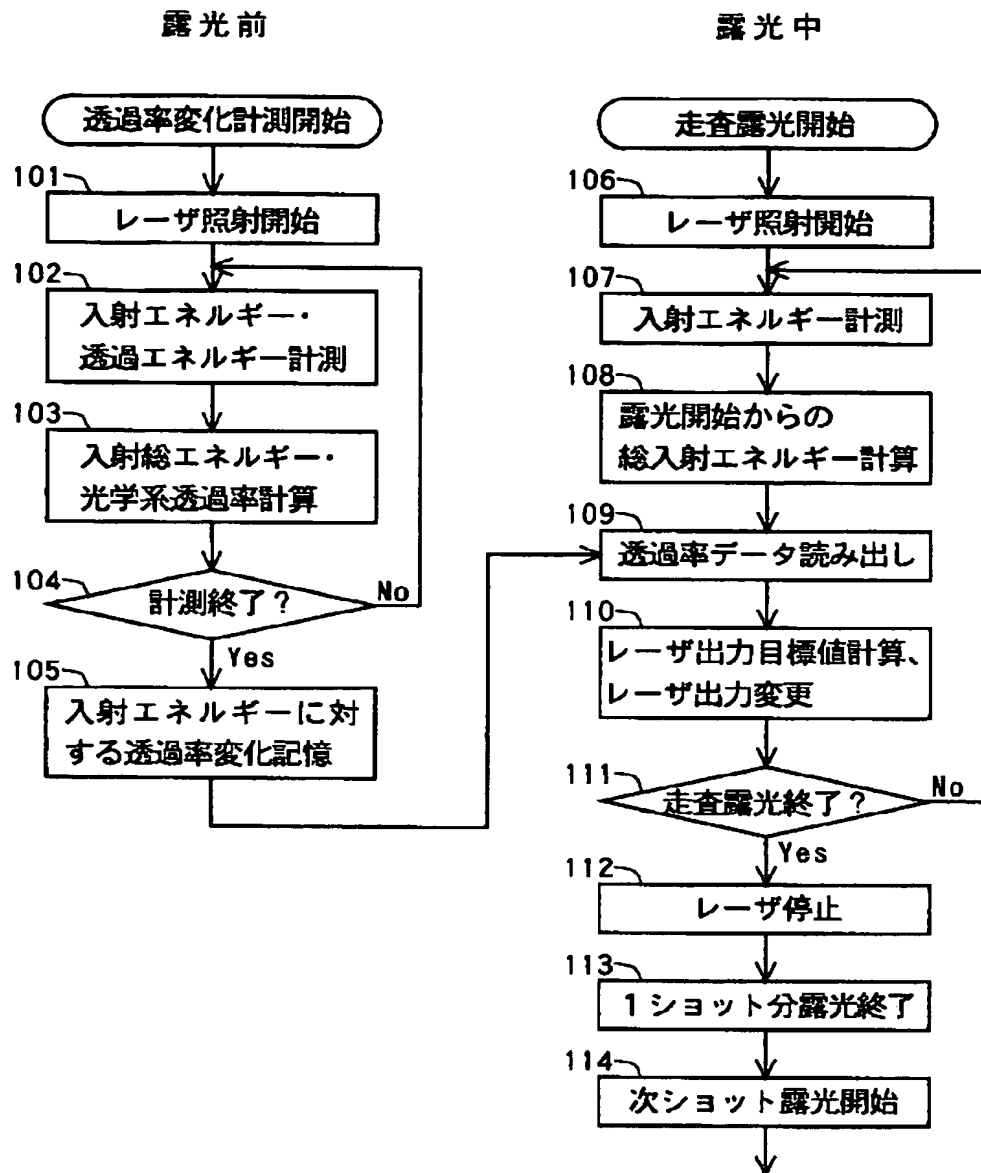 露光前
透過率変化計測開始
101
レーザ照射開始
102
入射エネルギー・
透過エネルギー計測
103
入射総エネルギー・
光学系透過率計算
104
計測終了?
No
Yes
105
入射エネルギーに対
する透過率変化記憶
露光中
走査露光開始
106
レーザ照射開始
107
入射エネルギー計測
108
露光開始からの
総入射エネルギー計算
109
透過率データ読み出し
110
レーザ出力目標値計算、
レーザ出力変更
111
走査露光終了?
No
Yes
112
レーザ停止
113
1ショット分露光終了
114
次ショット露光開始